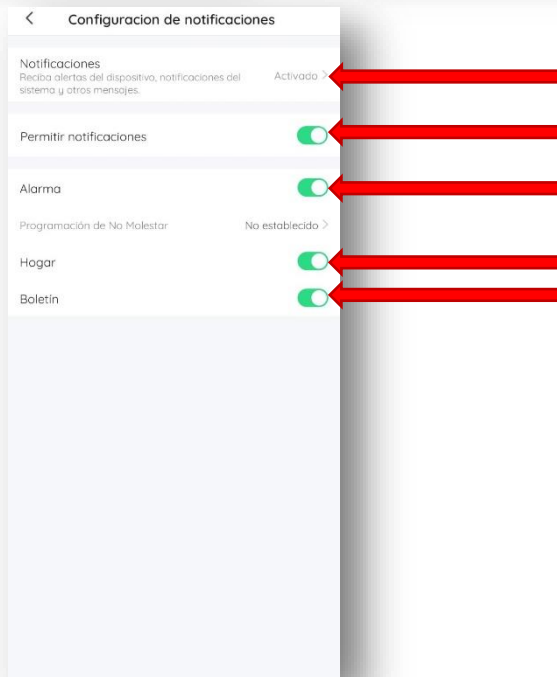 Configuracion de notificaciones
Notificaciones
Reciba alertas del dispositivo, notificaciones del
sistema y otros mensajes.
Activado
Permitir notificaciones
Alarma
Programación de No Molestar
No establecido
Hogar
Boletín